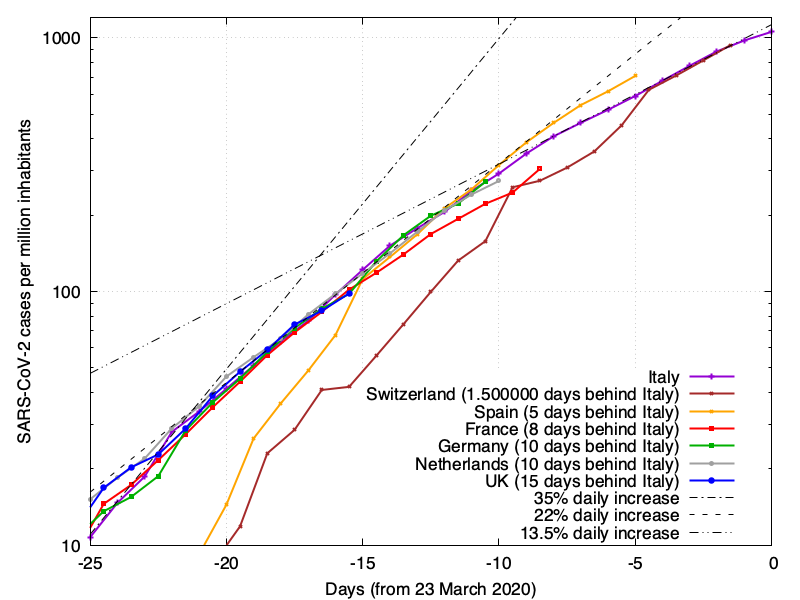 1000
100
10
SARS-CoV-2 cases per million inhabitants
Italy
Switzerland (1.500000 days behind Italy)
Spain (5 days behind Italy)
France (8 days behind Italy)
Germany (10 days behind Italy)
Netherlands (10 days behind Italy)
UK (15 days behind Italy)
35% daily increase
22% daily increase
13.5% daily increase
-25 -20 -15 -10 -5 0
Days (from 23 March 2020)